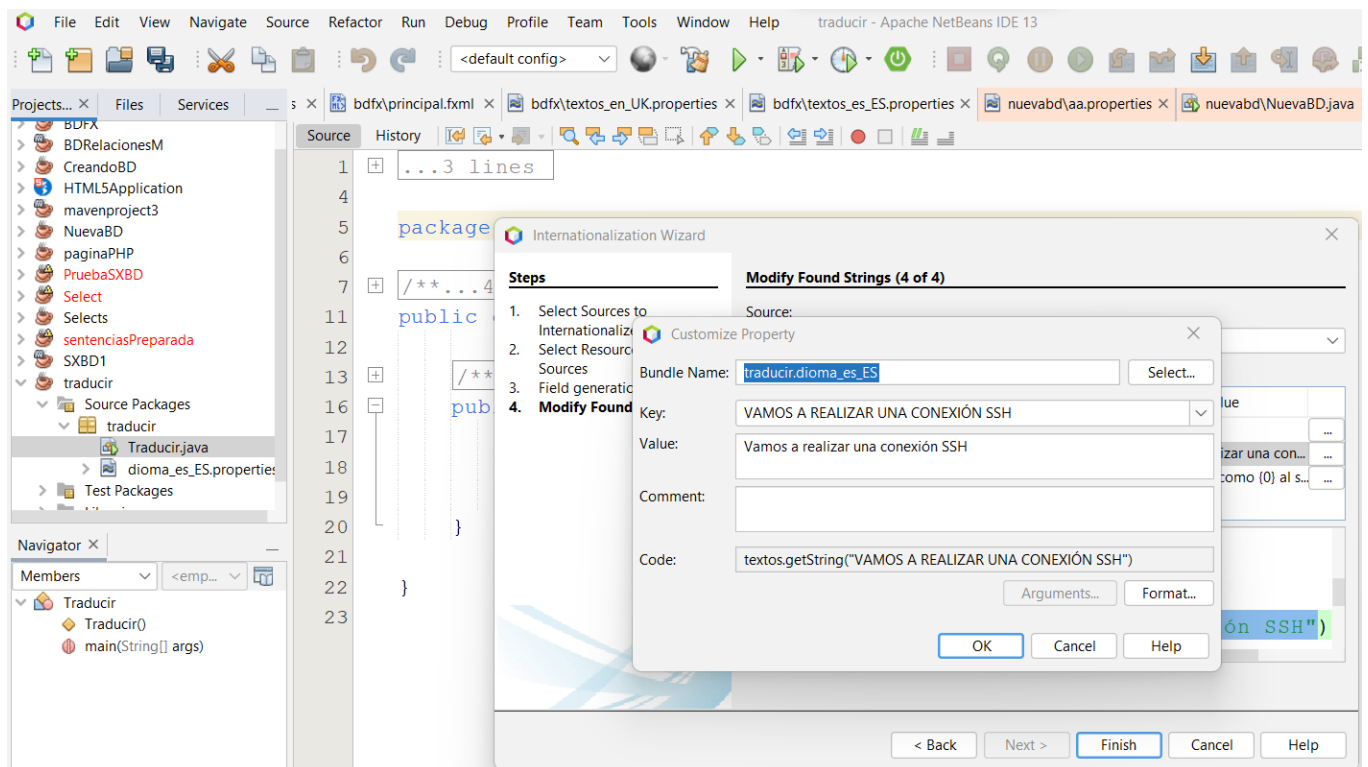 File Edit View Navigate Source Refactor Run Debug Profile Team Tools Window Help traducir - Apache NetBeans IDE 13
<default config>
Projects... Files Services
s bdfx\principal.fxml bdfx\textos_en_UK.properties bdfx\textos_es_ES.properties nuevabd\aa.properties nuevabd\NuevaBD.java
Source History
BDFX
BDRelacionesM
CreandoBD
HTML5Application
mavenproject3
NuevaBD
paginaPHP
PruebaSXBD
Select
Selects
sentenciasPreparada
SXBD1
traducir
Source Packages
traducir
Traducir.java
dioma_es_ES.properties
Test Packages
Navigator
Members <emp...
Traducir
Traducir()
main(String[] args)
1 ...3 lines
4
5 package
6
7 /**...4
11 public
12
13 /**
16 pub
17
18
19
20 }
21
22 }
23
Internationalization Wizard
Steps
1. Select Sources to
Internationalize
2. Select Resource
Sources
3. Field generatio
4. Modify Found
Modify Found Strings (4 of 4)
Source:
lue
...
izar una con... ...
como {0} al s... ...
ón SSH")
Customize Property
Bundle Name: traducir.dioma_es_ES Select...
Key: VAMOS A REALIZAR UNA CONEXIÓN SSH
Value: Vamos a realizar una conexión SSH
Comment:
Code: textos.getString("VAMOS A REALIZAR UNA CONEXIÓN SSH")
Arguments... Format...
OK Cancel Help
< Back Next > Finish Cancel Help